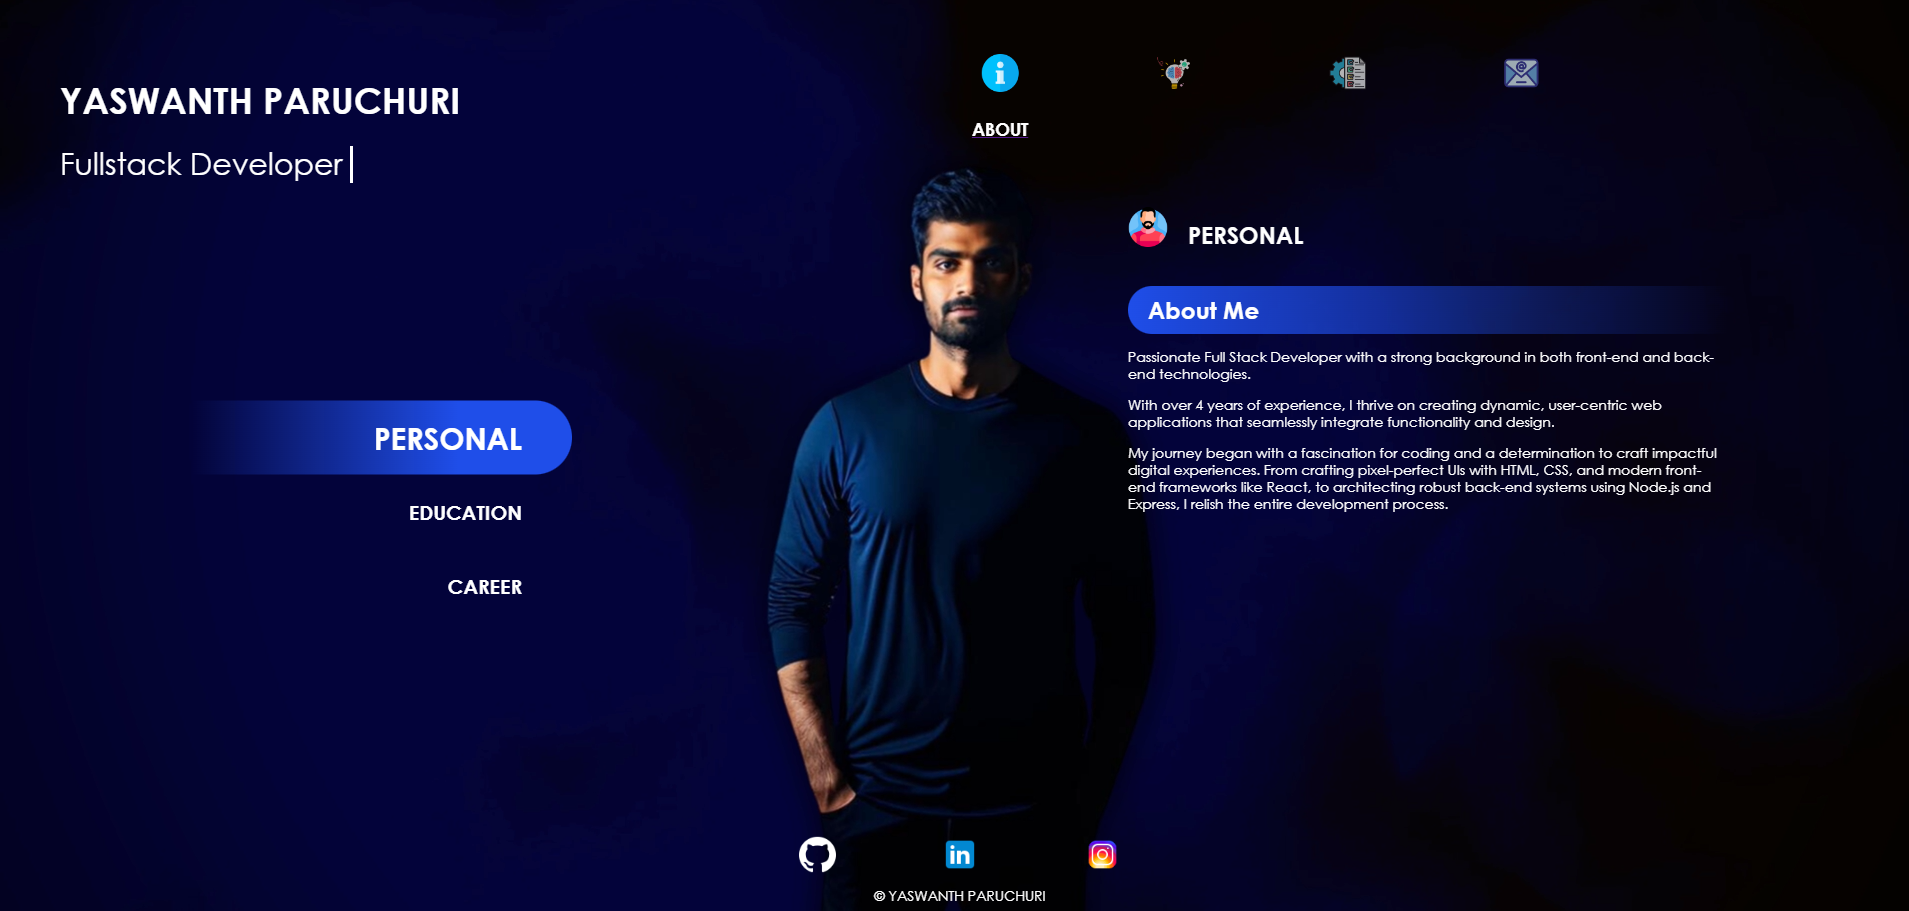 YASWANTH PARUCHURI
Fullstack Developer
ABOUT
PERSONAL
EDUCATION
CAREER
PERSONAL
About Me
Passionate Full Stack Developer with a strong background in both front-end and back-
end technologies.
With over 4 years of experience, I thrive on creating dynamic, user-centric web
applications that seamlessly integrate functionality and design.
My journey began with a fascination for coding and a determination to craft impactful
digital experiences. From crafting pixel-perfect UIs with HTML, CSS, and modern front-
end frameworks like React, to architecting robust back-end systems using Node.js and
Express, I relish the entire development process.
in
© YASWANTH PARUCHURI